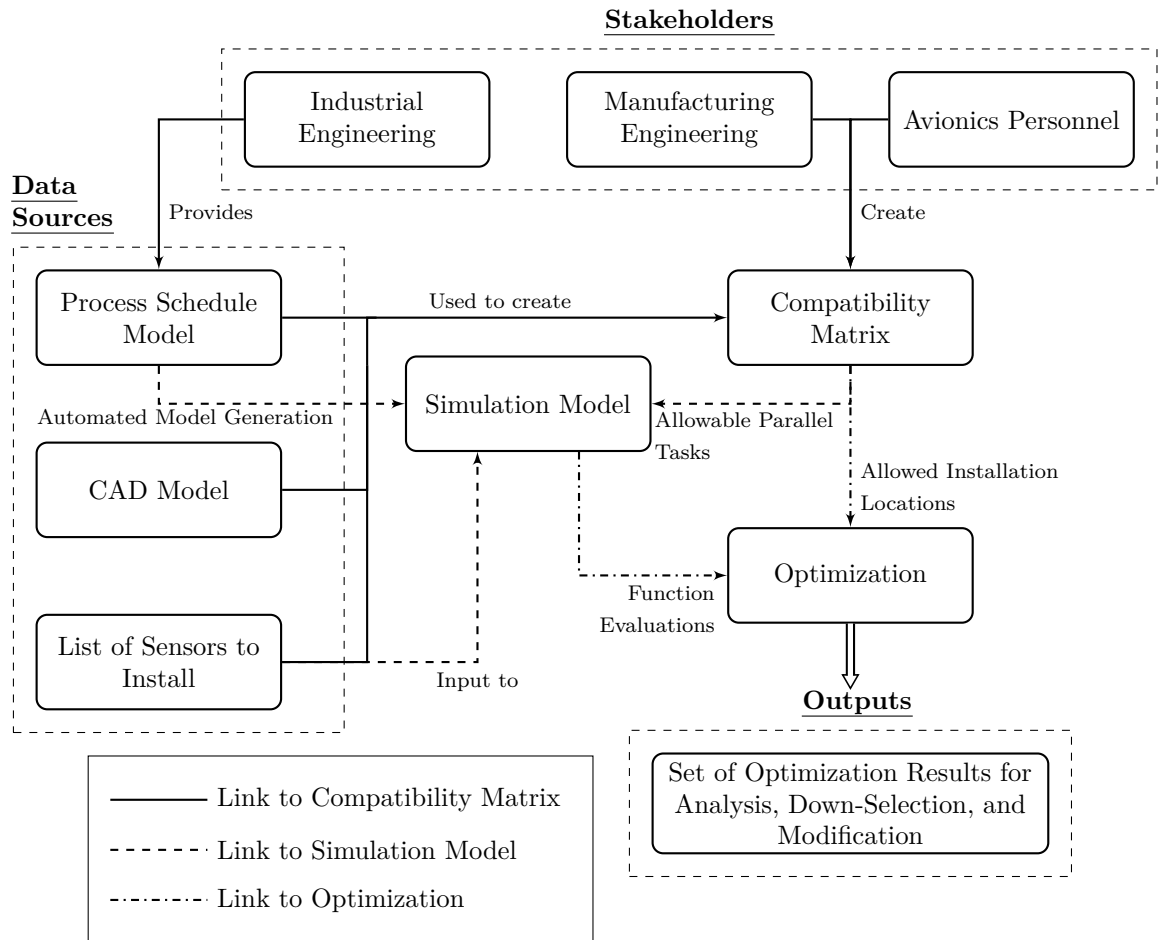 Stakeholders
Industrial
Engineering
Manufacturing
Engineering
Avionics Personnel
Data
Sources
Provides
Create
Process Schedule
Model
Used to create
Compatibility
Matrix
Simulation Model
Automated Model Generation
Allowable Parallel
Tasks
CAD Model
Allowed Installation
Locations
Optimization
Function
Evaluations
List of Sensors to
Install
Input to
Outputs
Set of Optimization Results for
Analysis, Down-Selection, and
Modification
Link to Compatibility Matrix
Link to Simulation Model
Link to Optimization